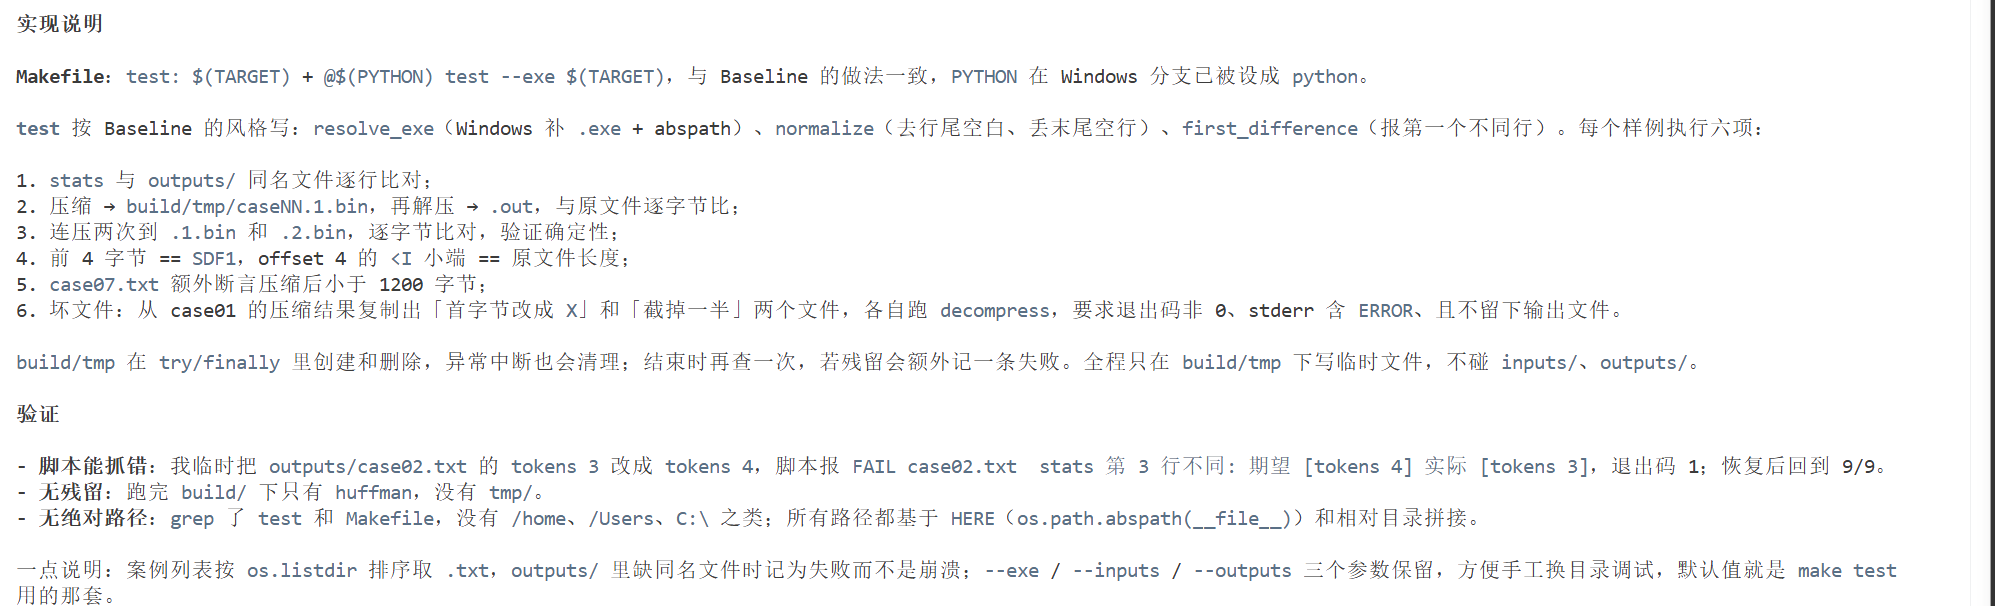 实现说明
Makefile: test: $(TARGET) + @$(PYTHON) test --exe $(TARGET), 与 Baseline 的做法一致, PYTHON 在 Windows 分支已被设成 python。
test 按 Baseline 的风格写: resolve_exe (Windows 补 .exe + abspath) 、normalize (去行尾空白、丢末尾空行) 、first_difference (报第一个不同行) 。每个样例执行六项:
1. stats 与 outputs/ 同名文件逐行比对;
2. 压缩 → build/tmp/caseNN.1.bin, 再解压 → .out, 与原文件逐字节比;
3. 连压两次到 .1.bin 和 .2.bin, 逐字节比对, 验证确定性;
4. 前 4 字节 == SDF1, offset 4 的 <I 小端 == 原文件长度;
5. case07.txt 额外断言压缩后小于 1200 字节;
6. 坏文件: 从 case01 的压缩结果复制出「首字节改成 X」和「截掉一半」两个文件, 各自跑 decompress, 要求退出码非 0、stderr 含 ERROR、且不留下输出文件。
build/tmp 在 try/finally 里创建和删除, 异常中断也会清理; 结束时再查一次, 若残留会额外记一条失败。全程只在 build/tmp 下写临时文件, 不碰 inputs/、outputs/。
验证
- 脚本能抓错: 我临时把 outputs/case02.txt 的 tokens 3 改成 tokens 4, 脚本报 FAIL case02.txt  stats 第 3 行不同: 期望 [tokens 4] 实际 [tokens 3], 退出码 1; 恢复后回到 9/9。
- 无残留: 跑完 build/ 下只有 huffman, 没有 tmp/。
- 无绝对路径: grep 了 test 和 Makefile, 没有 /home、/Users、C:\ 之类; 所有路径都基于 HERE (os.path.abspath(__file__)) 和相对目录拼接。
一点说明: 案例列表按 os.listdir 排序取 .txt, outputs/ 里缺同名文件时记为失败而不是崩溃; --exe / --inputs / --outputs 三个参数保留, 方便手工换目录调试, 默认值就是 make test
用的那套。